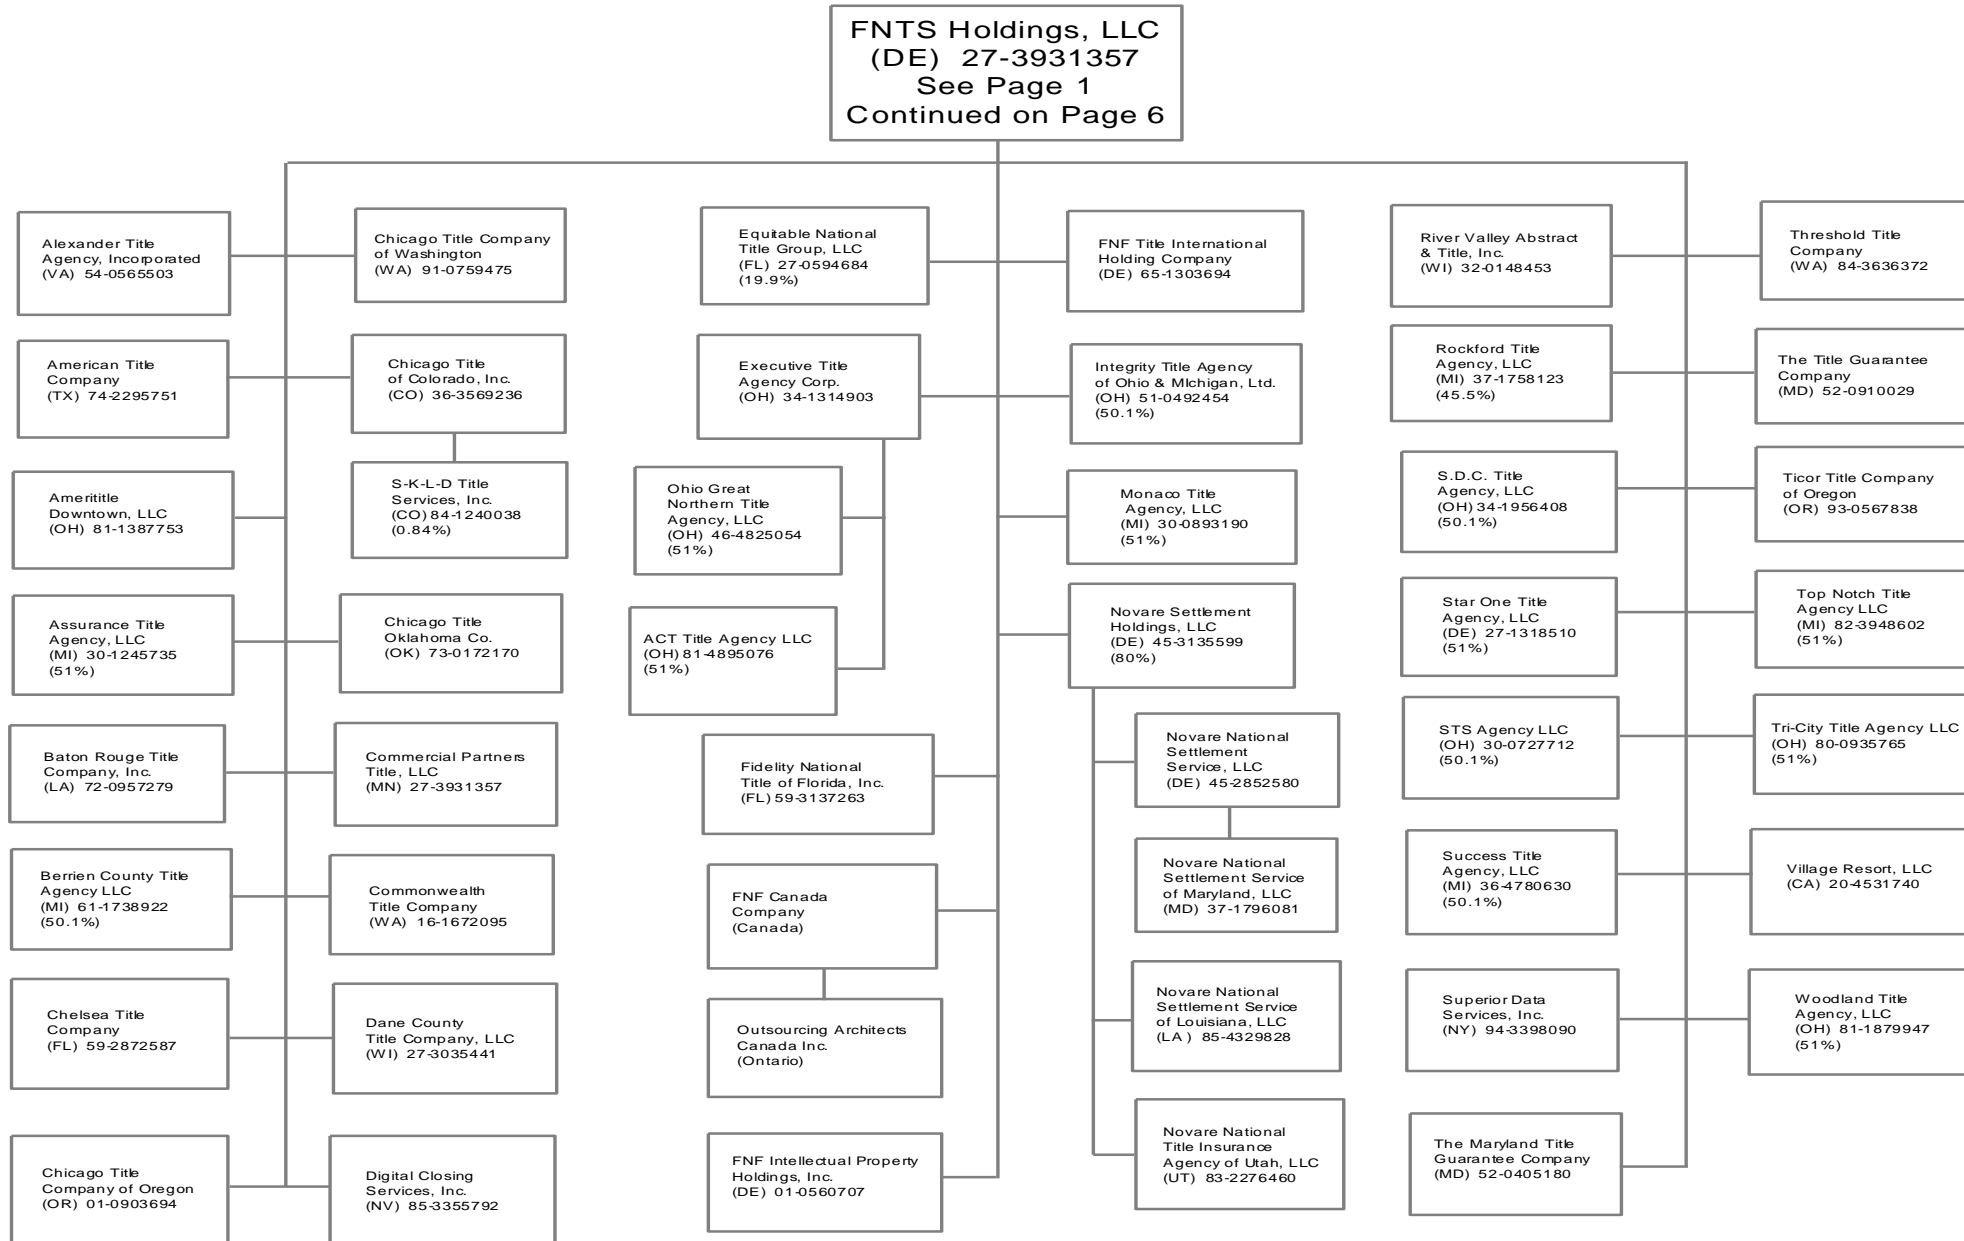 FNTS Holdings, LLC
(DE) 27-3931357
See Page 1
Continued on Page 6
Alexander Title
Agency, Incorporated
(VA) 54-0565503
Chicago Title Company
of Washington
(WA) 91-0759475
American Title
Company
(TX) 74-2295751
Chicago Title
of Colorado, Inc.
(CO) 36-3569236
S-K-L-D Title
Services, Inc.
(CO) 84-1240038
(0.84%)
Amerititle
Downtown, LLC
(OH) 81-1387753
Assurance Title
Agency, LLC
(MI) 30-1245735
(51%)
Chicago Title
Oklahoma Co.
(OK) 73-0172170
Baton Rouge Title
Company, Inc.
(LA) 72-0957279
Commercial Partners
Title, LLC
(MN) 27-3931357
Berrien County Title
Agency LLC
(MI) 61-1738922
(50.1%)
Commonwealth
Title Company
(WA) 16-1672095
Chelsea Title
Company
(FL) 59-2872587
Dane County
Title Company, LLC
(WI) 27-3035441
Chicago Title
Company of Oregon
(OR) 01-0903694
Digital Closing
Services, Inc.
(NV) 85-3355792
Equitable National
Title Group, LLC
(FL) 27-0594684
(19.9%)
FNF Title International
Holding Company
(DE) 65-1303694
Executive Title
Agency Corp.
(OH) 34-1314903
Integrity Title Agency
of Ohio & MIchigan, Ltd.
(OH) 51-0492454
(50.1%)
Ohio Great
Northern Title
Agency, LLC
(OH) 46-4825054
(51%)
ACT Title Agency LLC
(OH) 81-4895076
(51%)
Monaco Title
Agency, LLC
(MI) 30-0893190
(51%)
Novare Settlement
Holdings, LLC
(DE) 45-3135599
(80%)
Novare National
Settlement
Service, LLC
(DE) 45-2852580
Novare National
Settlement Service
of Maryland, LLC
(MD) 37-1796081
Novare National
Settlement Service
of Louisiana, LLC
(LA ) 85-4329828
Novare National
Title Insurance
Agency of Utah, LLC
(UT) 83-2276460
Fidelity National
Title of Florida, Inc.
(FL) 59-3137263
FNF Canada
Company
(Canada)
Outsourcing Architects
Canada Inc.
(Ontario)
FNF Intellectual Property
Holdings, Inc.
(DE) 01-0560707
River Valley Abstract
& Title, Inc.
(WI) 32-0148453
Threshold Title
Company
(WA) 84-3636372
Rockford Title
Agency, LLC
(MI) 37-1758123
(45.5%)
The Title Guarantee
Company
(MD) 52-0910029
S.D.C. Title
Agency, LLC
(OH) 34-1956408
(50.1%)
Ticor Title Company
of Oregon
(OR) 93-0567838
Star One Title
Agency, LLC
(DE) 27-1318510
(51%)
Top Notch Title
Agency LLC
(MI) 82-3948602
(51%)
STS Agency LLC
(OH) 30-0727712
(50.1%)
Tri-City Title Agency LLC
(OH) 80-0935765
(51%)
Success Title
Agency, LLC
(MI) 36-4780630
(50.1%)
Village Resort, LLC
(CA) 20-4531740
Superior Data
Services, Inc.
(NY) 94-3398090
Woodland Title
Agency, LLC
(OH) 81-1879947
(51%)
The Maryland Title
Guarantee Company
(MD) 52-0405180